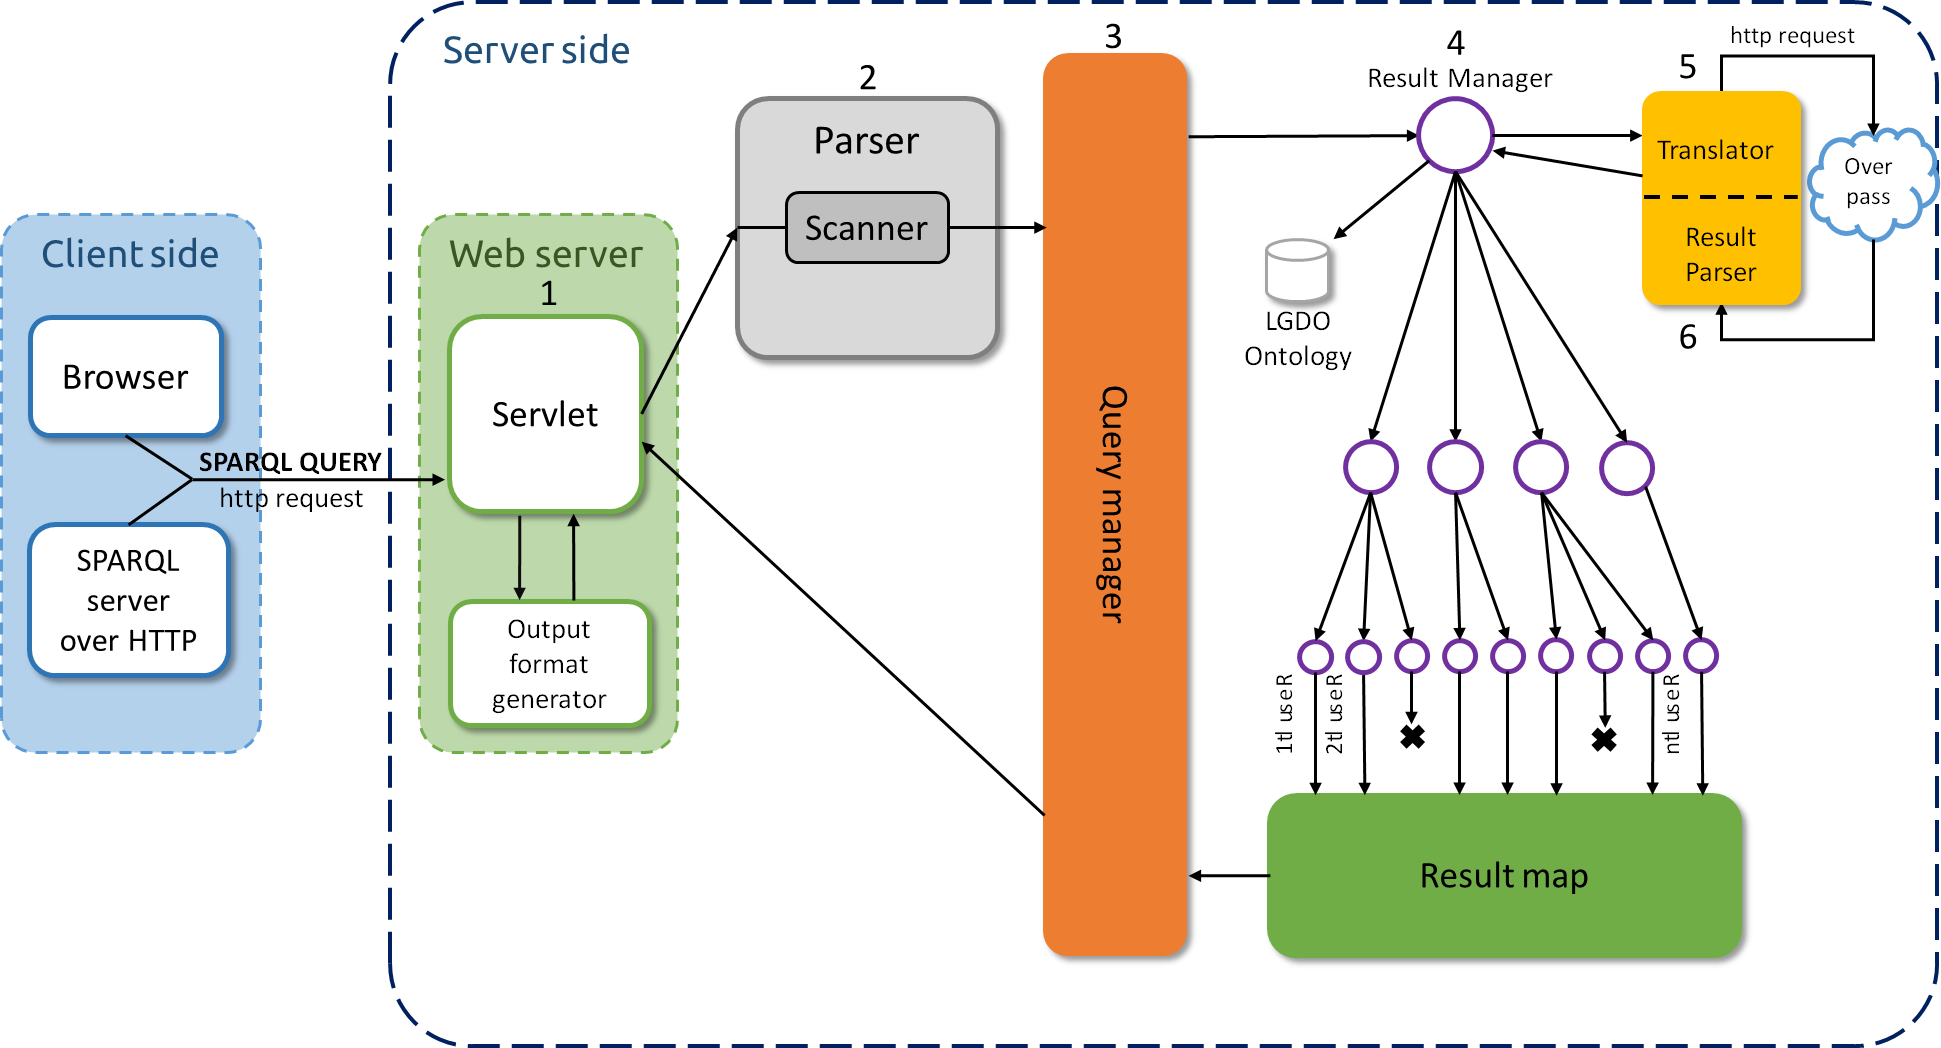 Server side
Client side
Browser
SPARQL
server
over HTTP
SPARQL QUERY
http request
Web server
1
Servlet
Output
format
generator
2
Parser
Scanner
3
Query manager
4
Result Manager
LGDO
Ontology
5
http request
Translator
Result
Parser
6
Over
pass
1tl useR
2tl useR
ntl useR
Result map